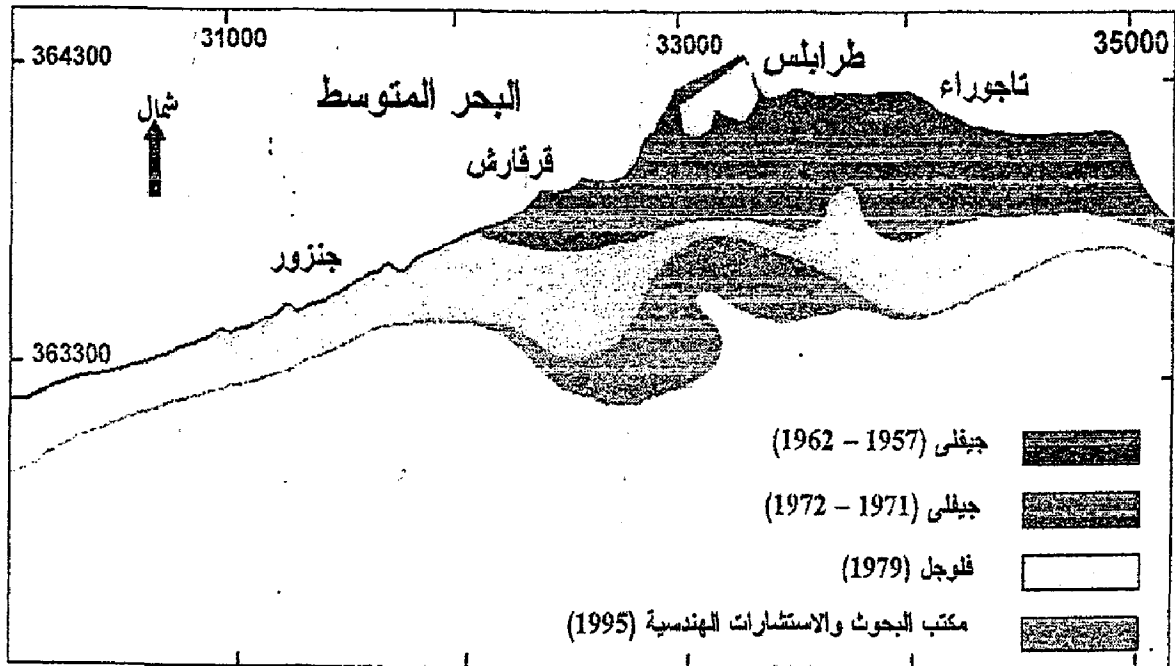 31000
33000
35000
364300
طرابلس
تاجوراء
البحر المتوسط
شمال
قرقارش
جنزور
363300
جيفلى (1957 – 1962)
جيفلى (1971 – 1972)
فلوجل (1979)
مكتب البحوث والاستشارات الهندسية (1995)